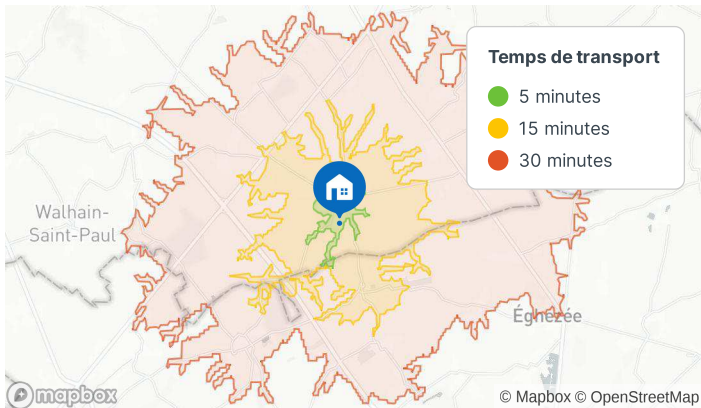 Temps de transport
5 minutes
15 minutes
30 minutes
Walhain-
Saint-Paul
Éghezée
mapbox
© Mapbox © OpenStreetMap